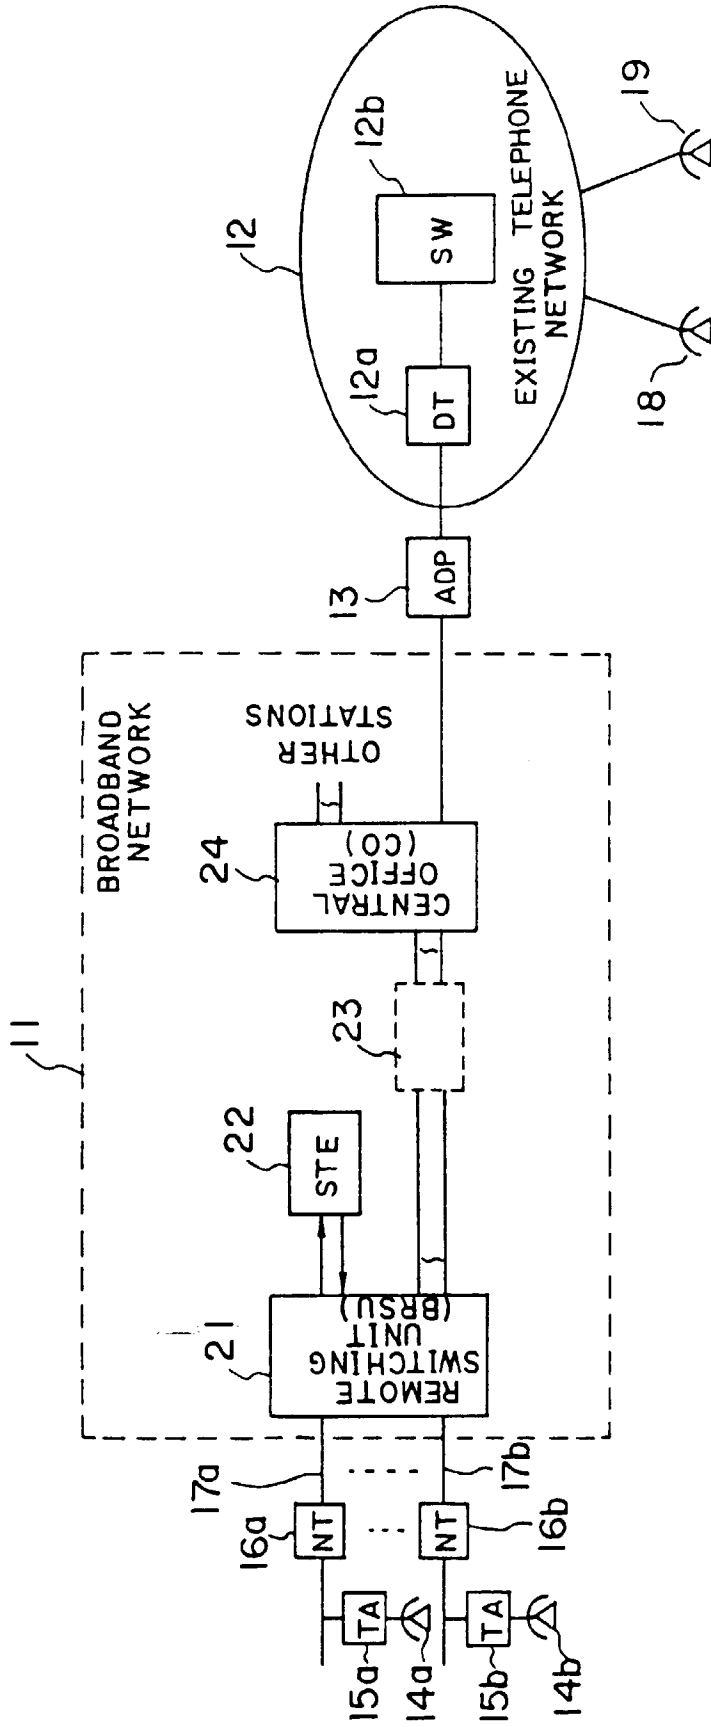 11
BROADBAND
NETWORK
12
EXISTING TELEPHONE
NETWORK
12a
DT
12b
SW
13
ADP
18
19
24
CENTRAL
OFFICE
(CO)
OTHER
STATIONS
23
22
STE
21
REMOTE
SWITCHING
UNIT
(BRSU)
17a
17b
16a
NT
16b
NT
15a
TA
14a
15b
TA
14b